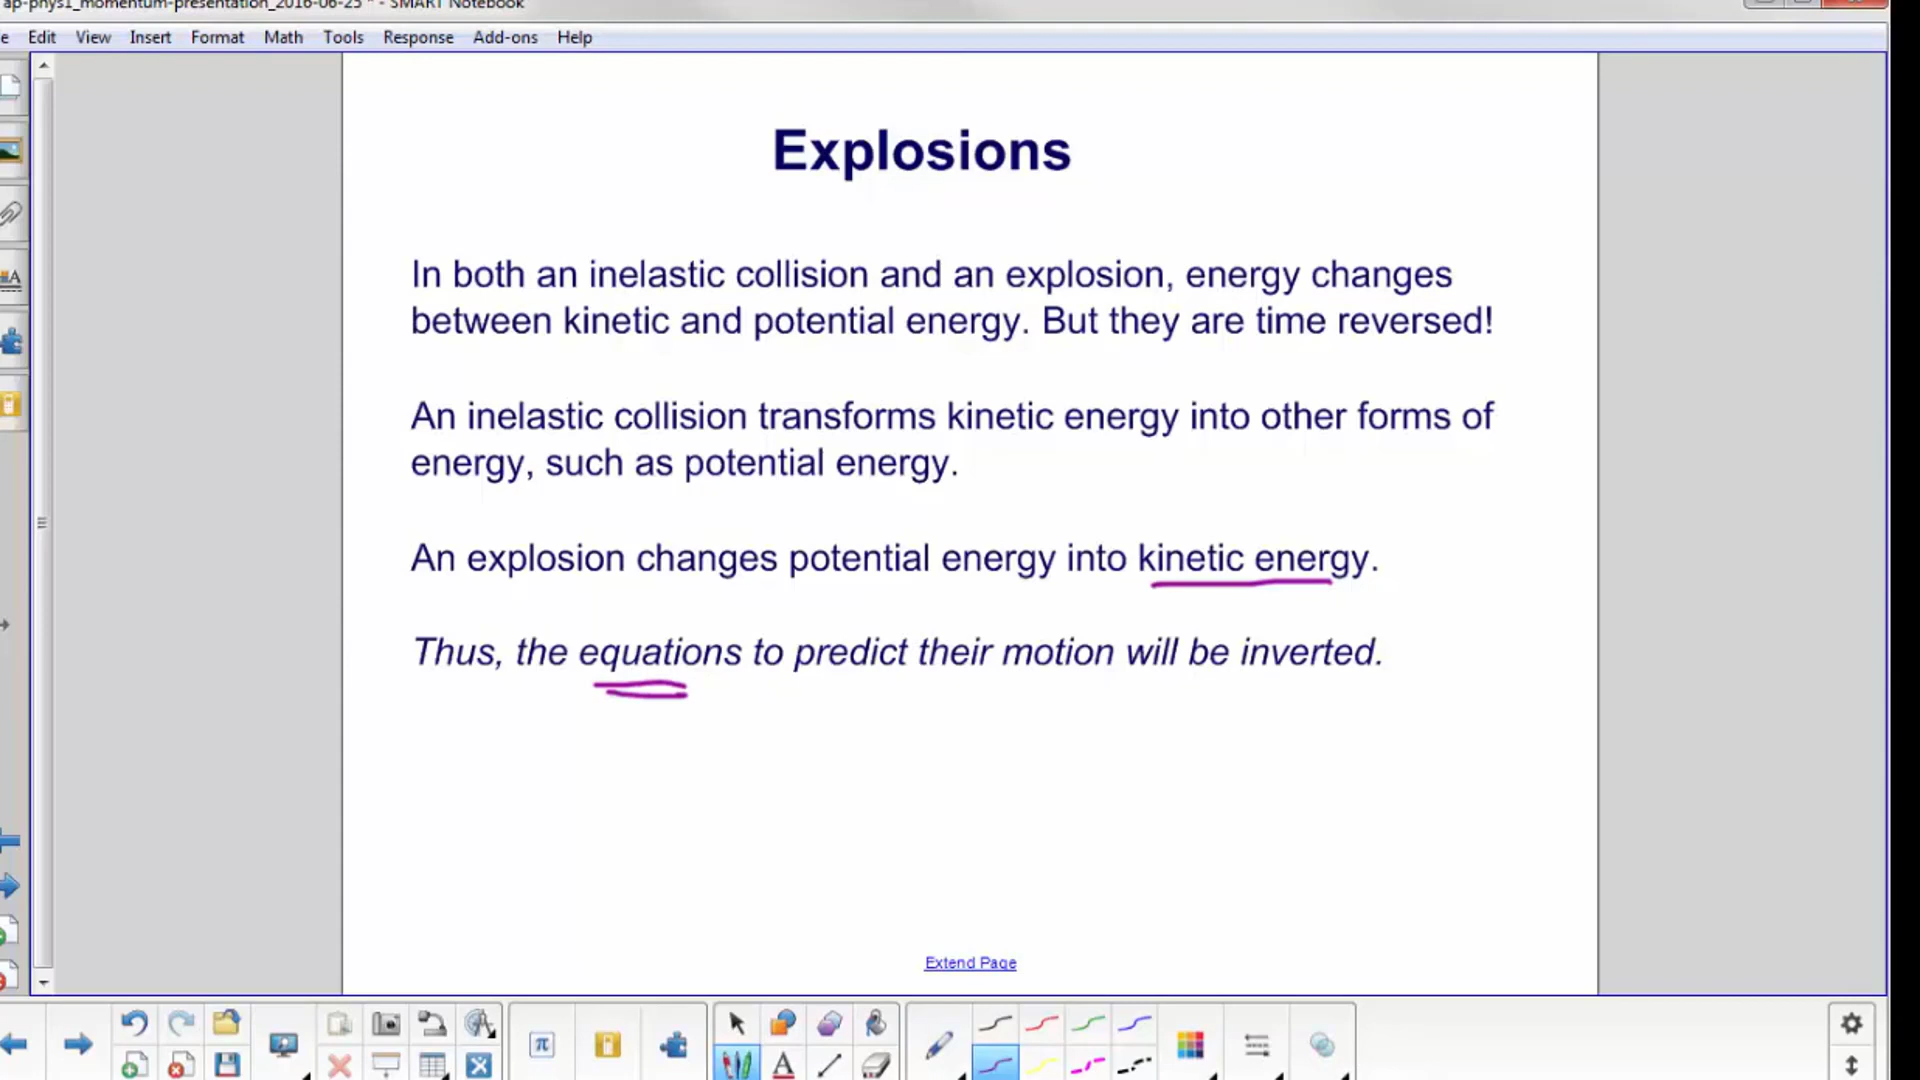 ap-phys1_momentum-presentation_2016-06-23 * - SMART Notebook
Edit View Insert Format Math Tools Response Add-ons Help
Explosions
In both an inelastic collision and an explosion, energy changes
between kinetic and potential energy. But they are time reversed!
An inelastic collision transforms kinetic energy into other forms of
energy, such as potential energy.
An explosion changes potential energy into kinetic energy.
Thus, the equations to predict their motion will be inverted.
Extend Page